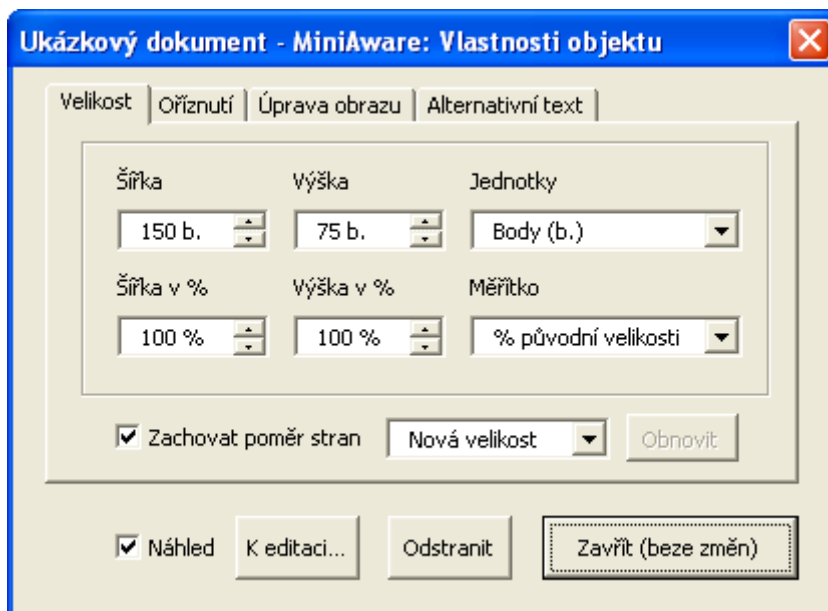 Ukázkový dokument - MiniAware: Vlastnosti objektu
Velikost Oříznutí Úprava obrazu Alternativní text
Šířka Výška Jednotky
150 b. 75 b. Body (b.)
Šířka v % Výška v % Měřítko
100 % 100 % % původní velikosti
Zachovat poměr stran Nová velikost Obnovit
Náhled K editaci... Odstranit Zavřít (beze změn)